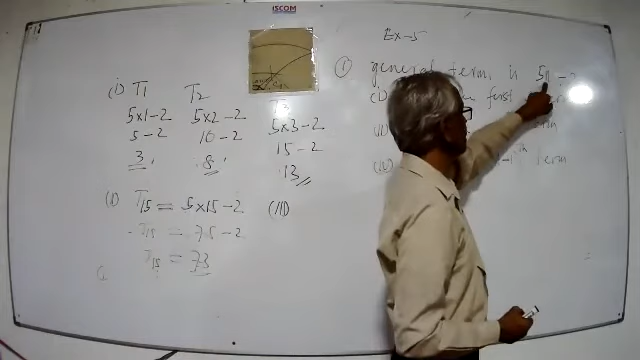 ISCOM
Ex-5
(1) general term is 5n-2
(I) first
(II)
(IV) n-1th term
(i) T1 T2 T3
5x1-2 5x2-2 5x3-2
5-2 10-2 15-2
3 8 13
(II) T15 = 5x15-2 (III)
T15 = 75-2
T15 = 73